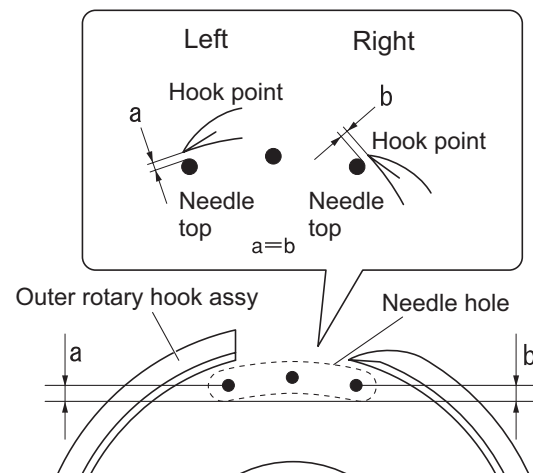 Left
Right
Hook point
a
b
Hook point
Needle
top
Needle
top
a=b
Outer rotary hook assy
Needle hole
a
b